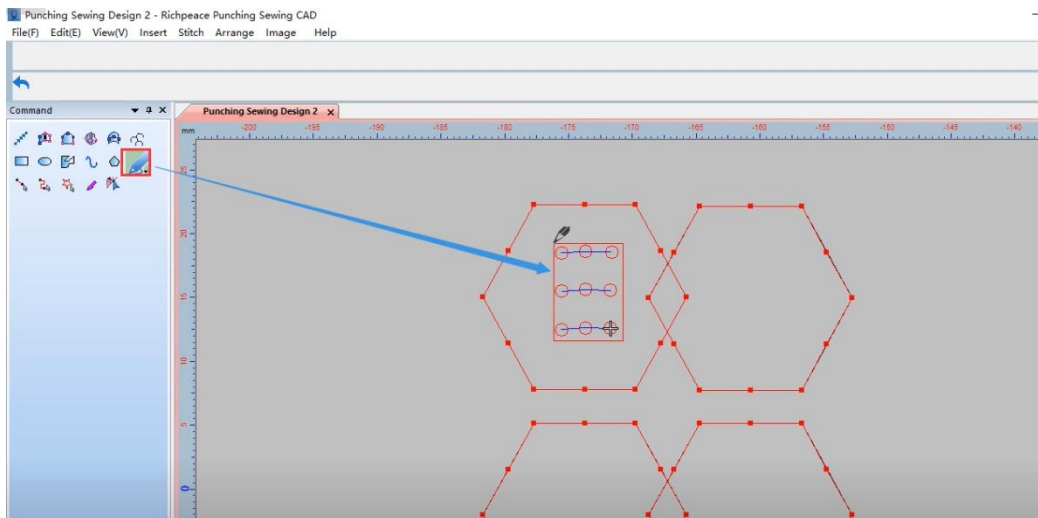 Punching Sewing Design 2 - Richpeace Punching Sewing CAD
File(F) Edit(E) View(V) Insert Stitch Arrange Image Help
Command
Punching Sewing Design 2 x
mm -200 -195 -190 -185 -180 -175 -170 -165 -160 -155 -150 -145 -140
25
20
15
10
5
0